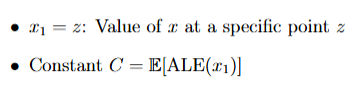 • x₁ = z: Value of x at a specific point z
• Constant C = 𝔼[ALE(x₁)]